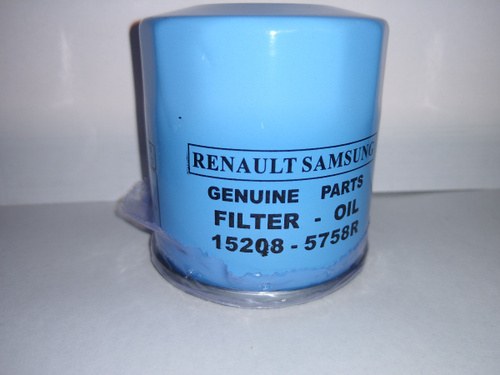 RENAULT SAMSUNG
GENUINE PARTS
FILTER - OIL
15208 - 5758R